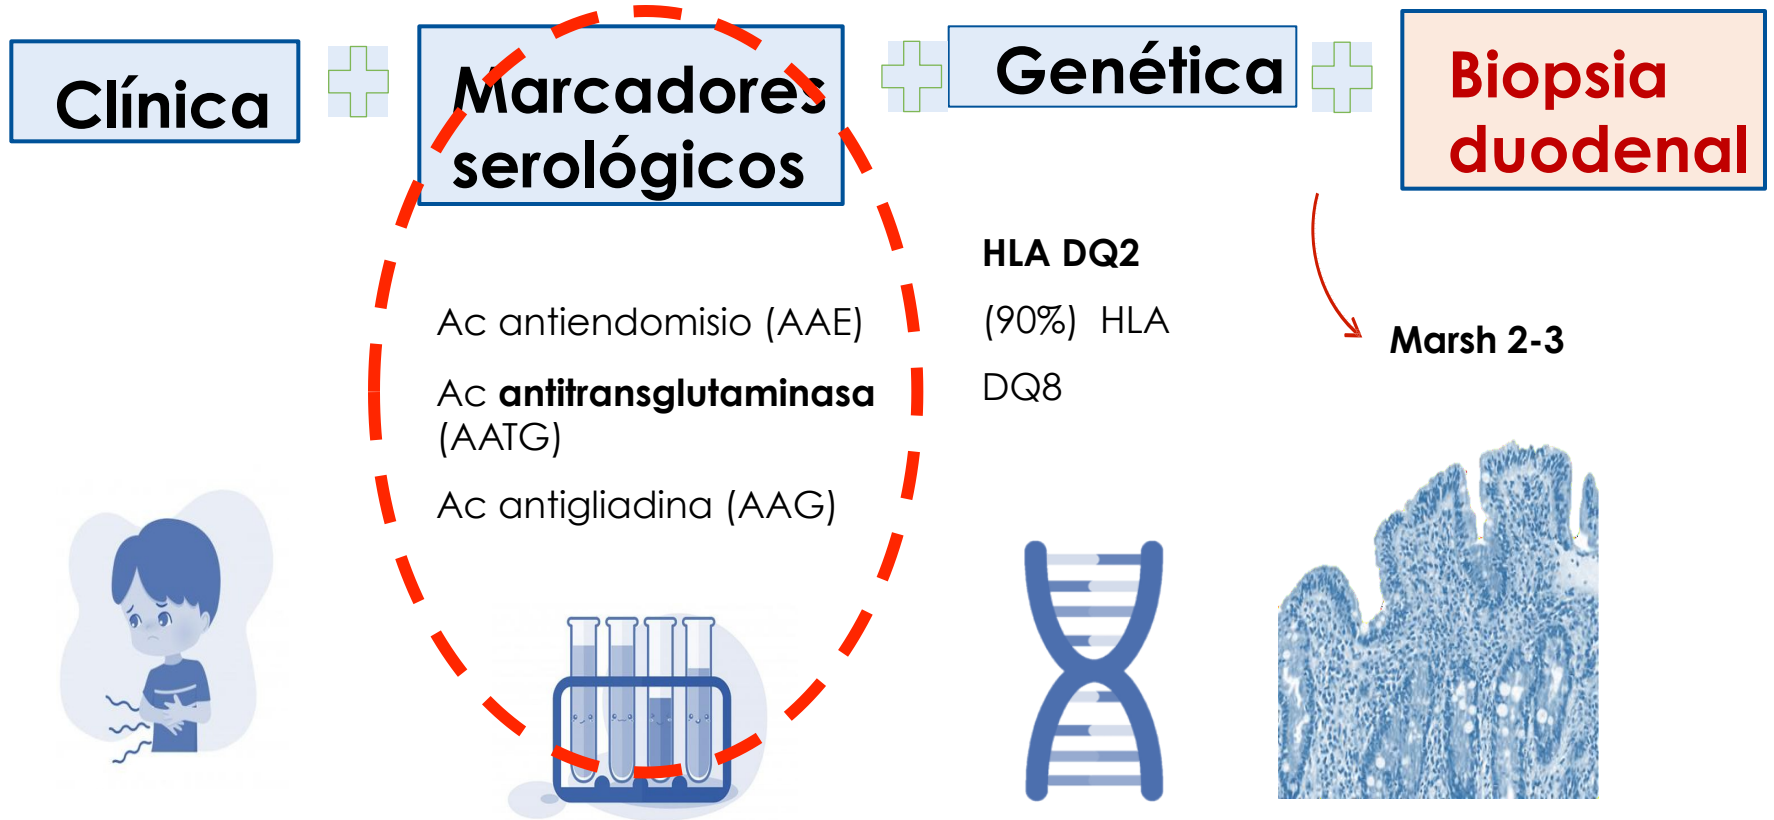 Clínica
Marcadores
serológicos
Genética
Biopsia
duodenal
Ac antiendomisio (AAE)
Ac antitransglutaminasa
(AATG)
Ac antigliadina (AAG)
HLA DQ2
(90%) HLA
DQ8
Marsh 2-3